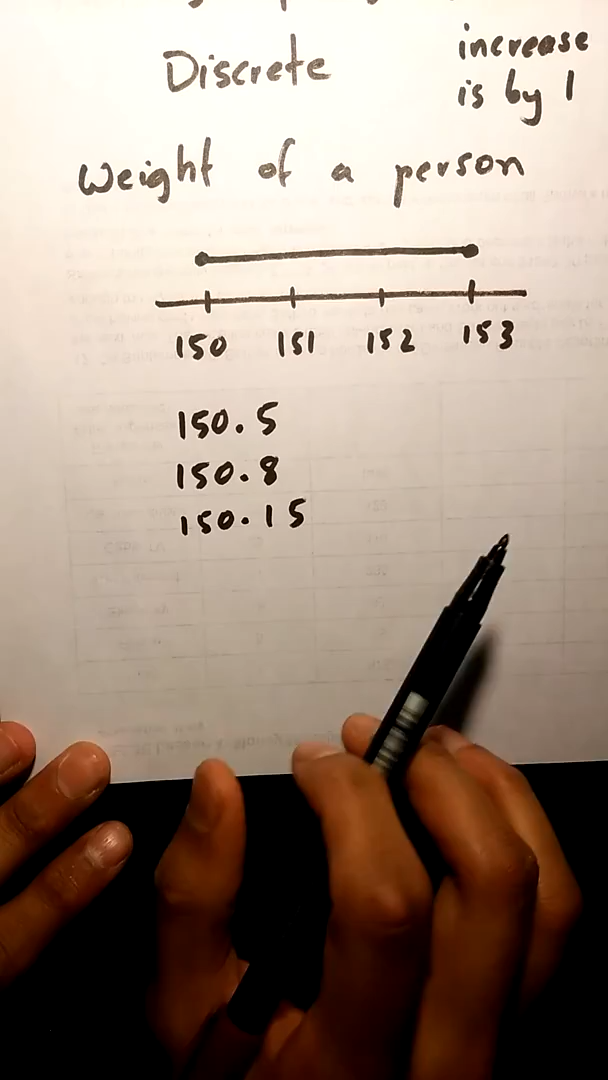 Discrete
increase
is by 1
Weight of a person
150 151 152 153
150.5
150.8
150.15